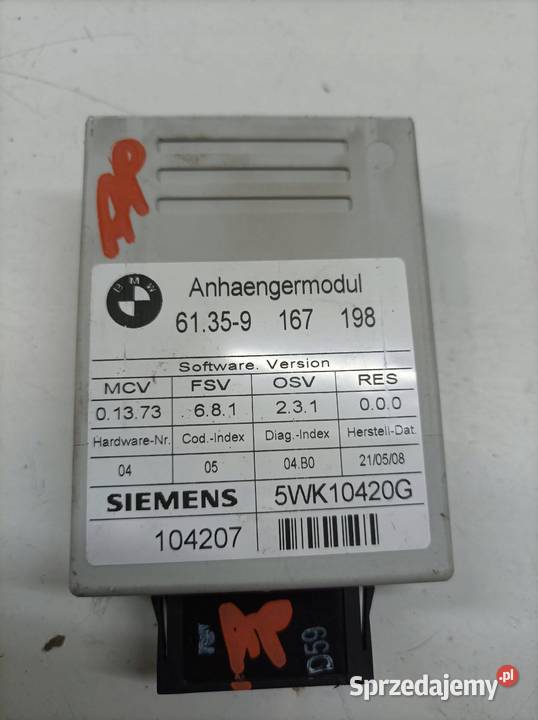 BMW
Anhaengermodul
61.35-9 167 198
Software. Version
MCV FSV OSV RES
0.13.73 6.8.1 2.3.1 0.0.0
Hardware-Nr. Cod.-Index Diag.-Index Herstell-Dat.
04 05 04.B0 21/05/08
SIEMENS 5WK10420G
104207
D59
Sprzedajemy.pl